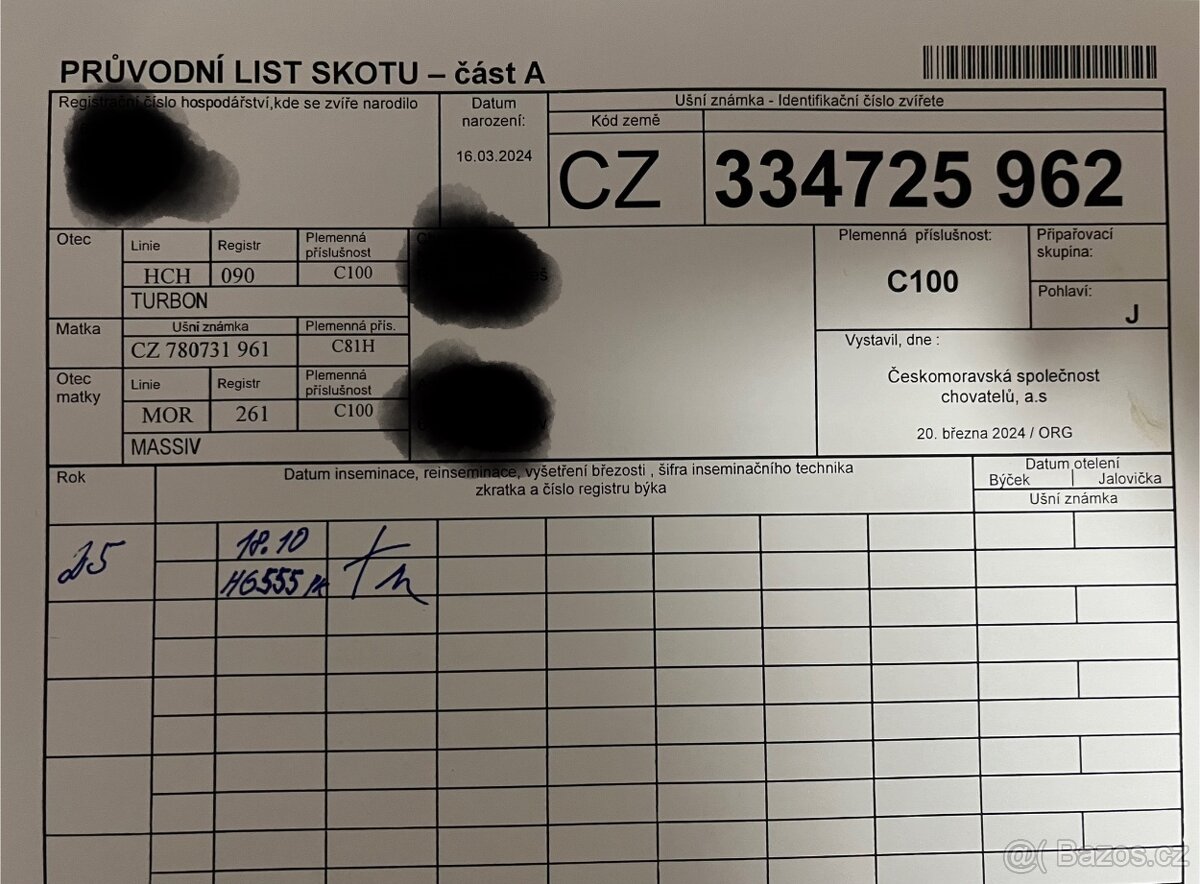 PRŮVODNÍ LIST SKOTU – část A
Registrační číslo hospodářství,kde se zvíře narodilo
Datum
narození:
16.03.2024
Ušní známka - Identifikační číslo zvířete
Kód země
CZ 334725 962
Otec
Linie
Registr
Plemenná
příslušnost
HCH 090 C100
TURBON
Matka
Ušní známka
Plemenná přís.
CZ 780731 961 C81H
Otec
matky
Linie
Registr
Plemenná
příslušnost
MOR 261 C100
MASSIV
Plemenná příslušnost:
C100
Připařovací
skupina:
Pohlaví:
J
Vystavil, dne :
Českomoravská společnost
chovatelů, a.s
20. března 2024 / ORG
Rok
Datum inseminace, reinseminace, vyšetření březosti , šifra inseminačního technika
zkratka a číslo registru býka
Datum otelení
Býček | Jalovička
Ušní známka
25
18.10
HG555
@( Bazos.cz